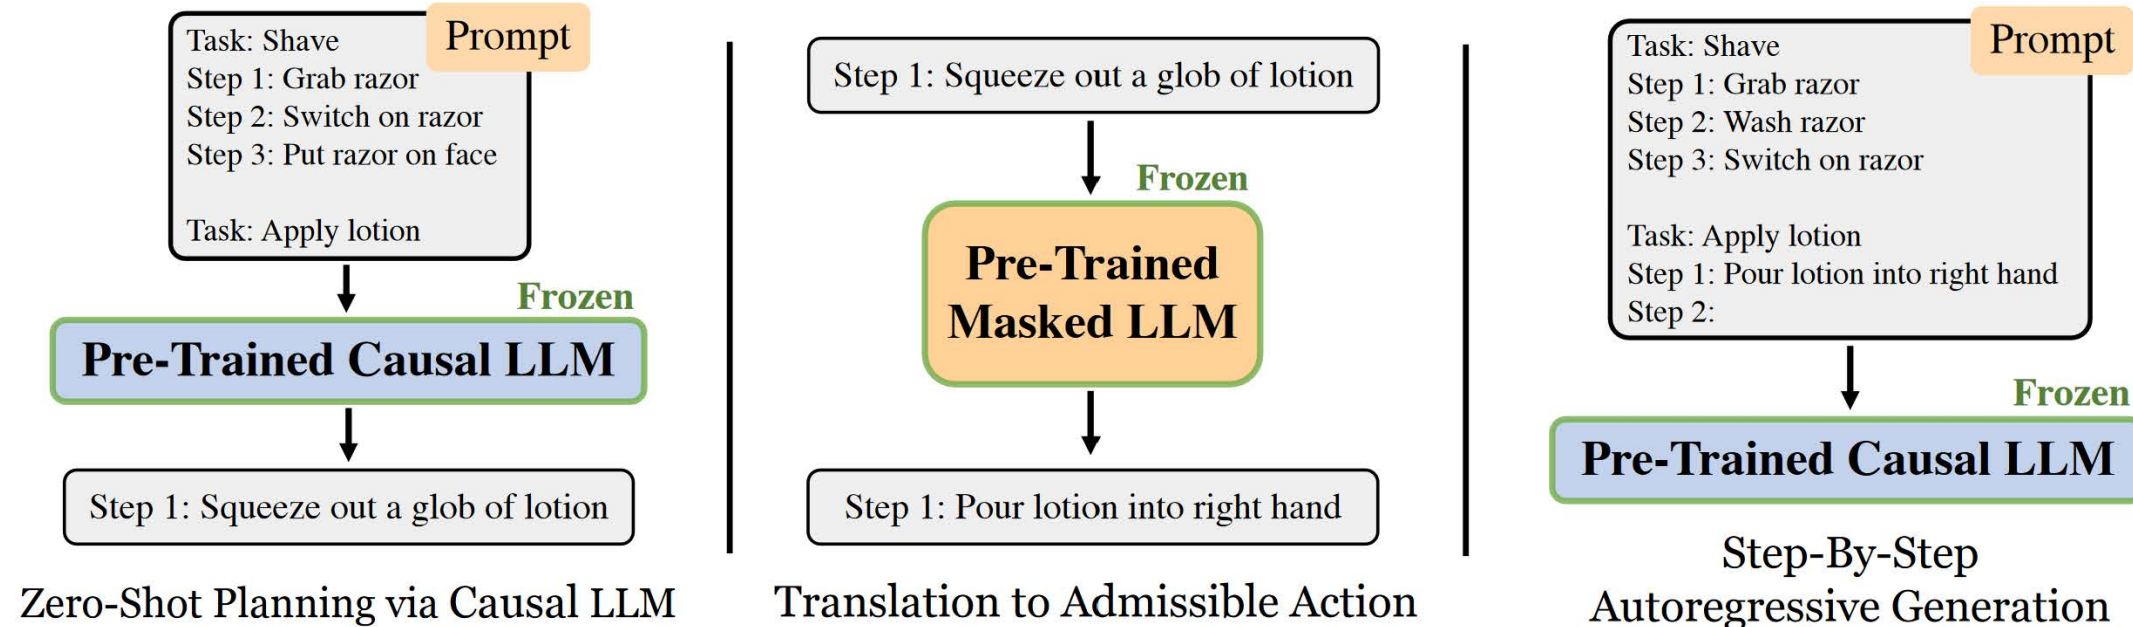 Prompt
Task: Shave
Step 1: Grab razor
Step 2: Switch on razor
Step 3: Put razor on face
Task: Apply lotion
Frozen
Pre-Trained Causal LLM
Step 1: Squeeze out a glob of lotion
Zero-Shot Planning via Causal LLM
Step 1: Squeeze out a glob of lotion
Frozen
Pre-Trained
Masked LLM
Step 1: Pour lotion into right hand
Translation to Admissible Action
Prompt
Task: Shave
Step 1: Grab razor
Step 2: Wash razor
Step 3: Switch on razor
Task: Apply lotion
Step 1: Pour lotion into right hand
Step 2:
Frozen
Pre-Trained Causal LLM
Step-By-Step
Autoregressive Generation